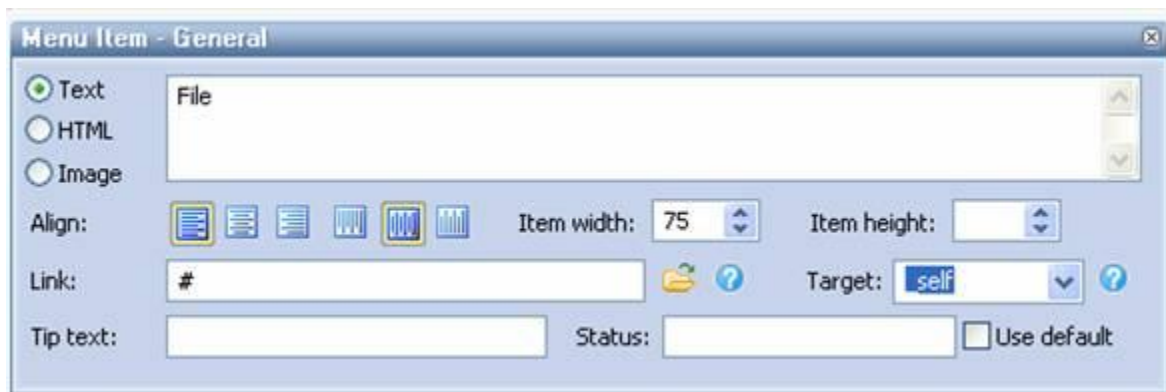 Menu Item - General
Text
File
HTML
Image
Align:
Item width: 75
Item height:
Link: #
Target: _self
Tip text:
Status:
Use default